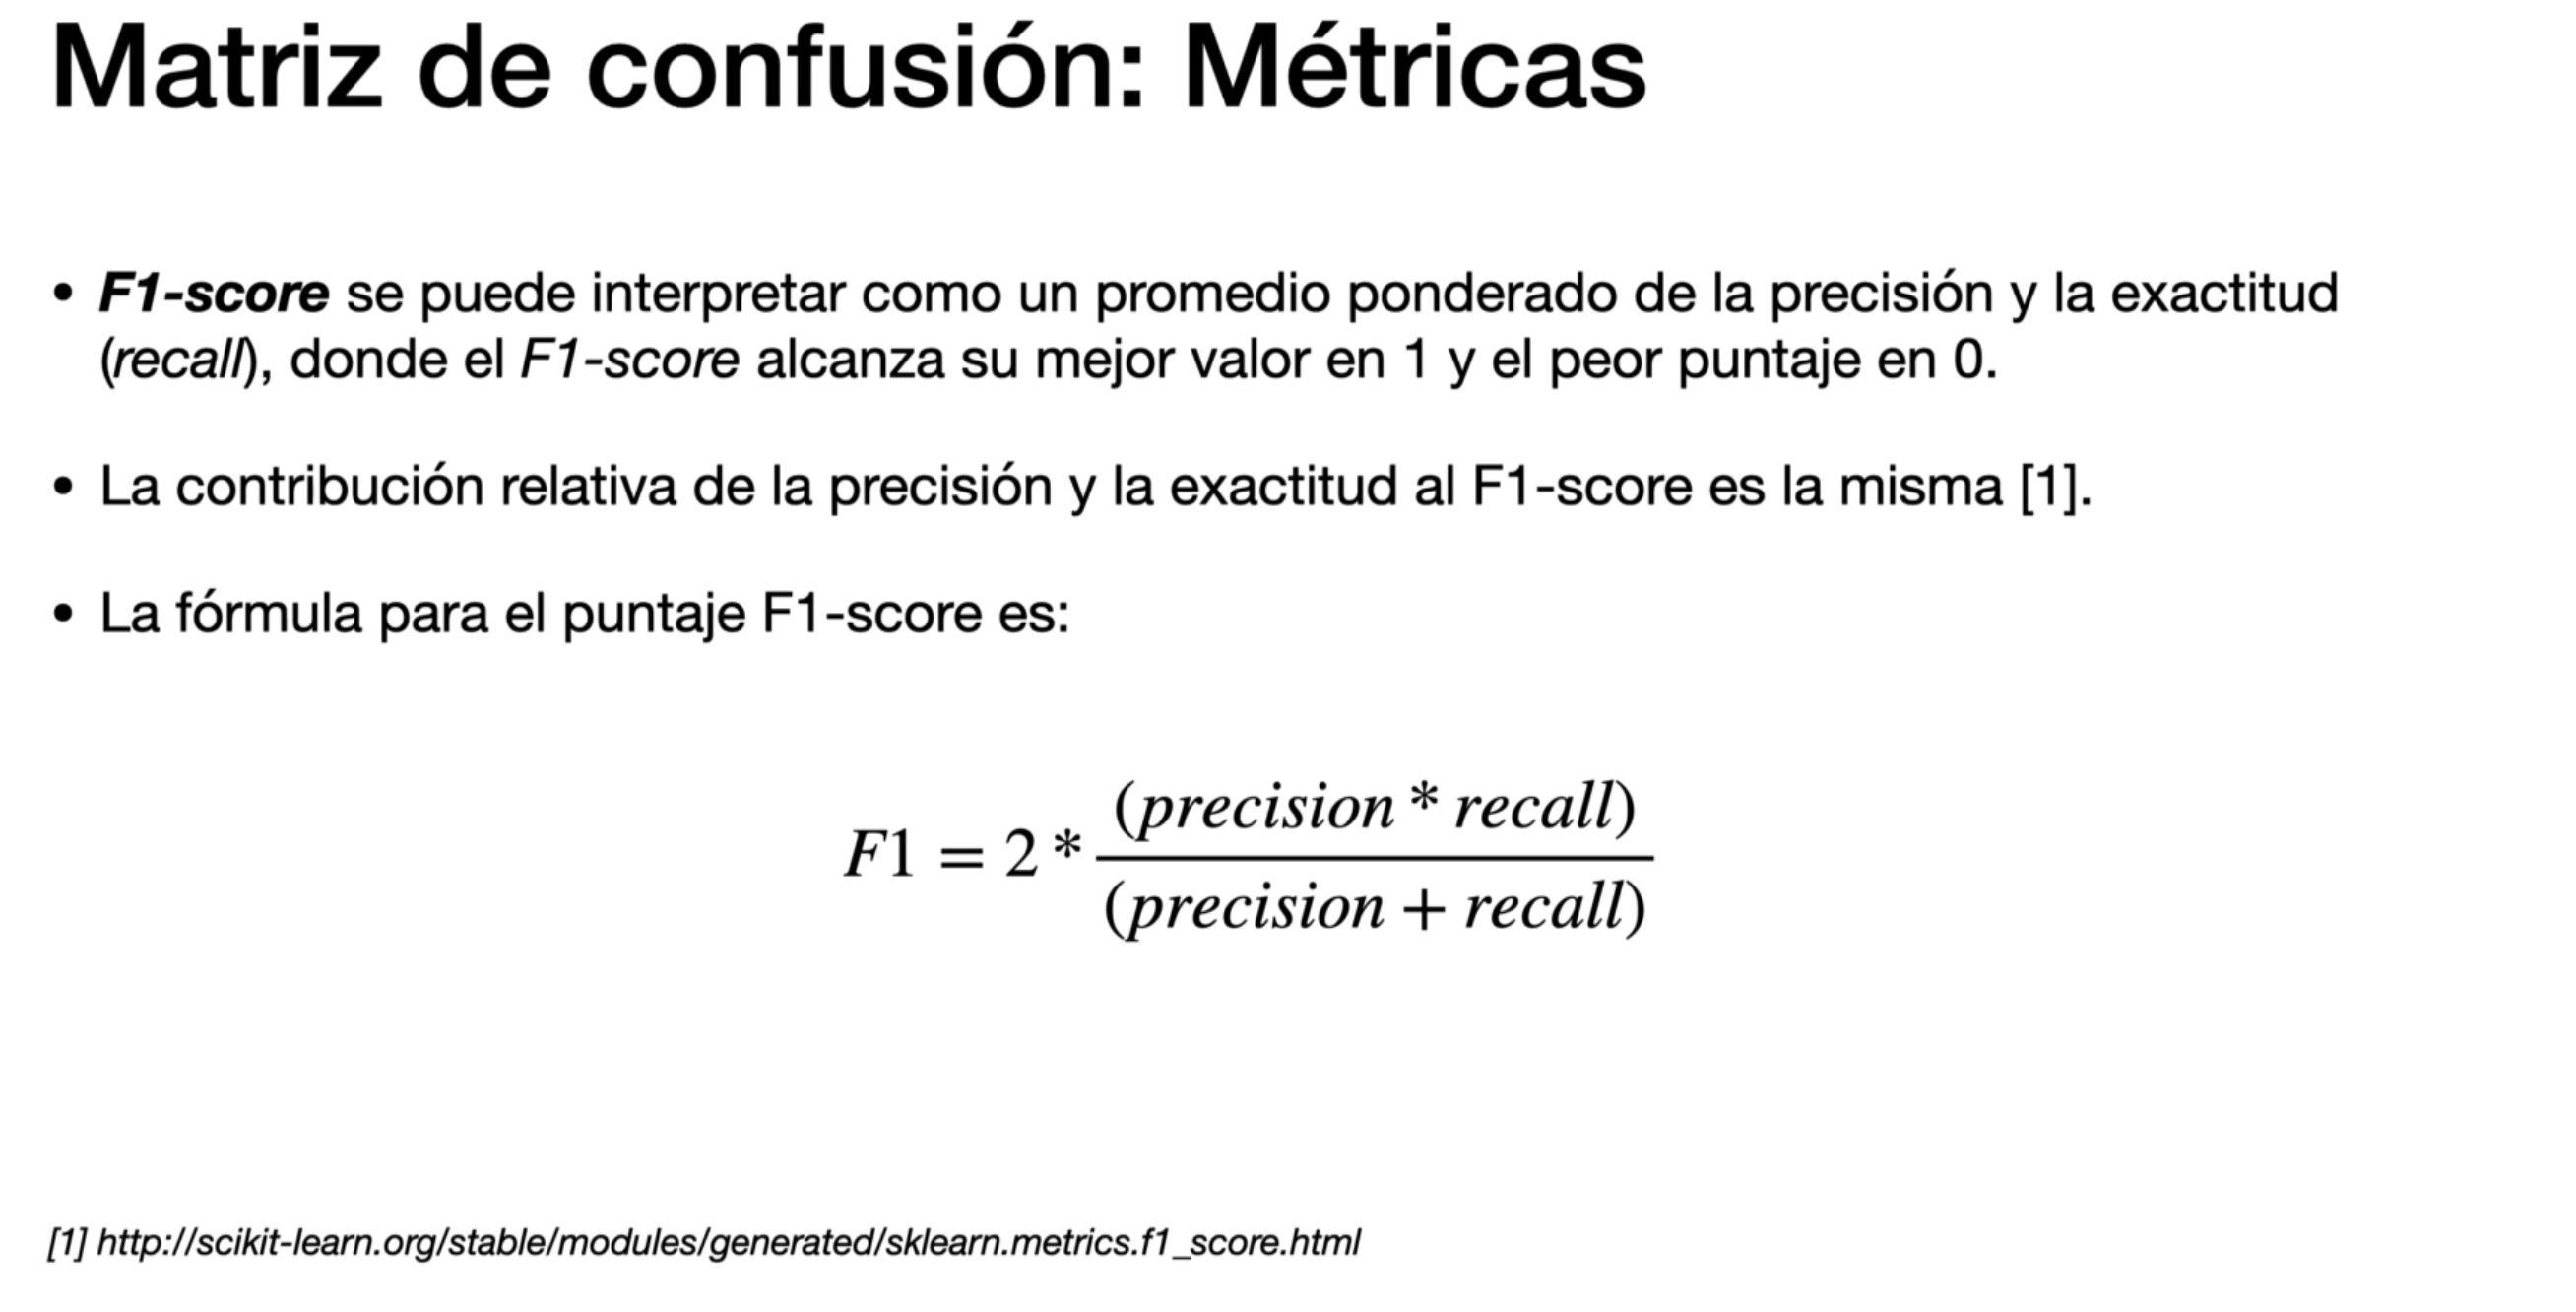 Matriz de confusión: Métricas
• F1-score se puede interpretar como un promedio ponderado de la precisión y la exactitud
(recall), donde el F1-score alcanza su mejor valor en 1 y el peor puntaje en 0.
• La contribución relativa de la precisión y la exactitud al F1-score es la misma [1].
• La fórmula para el puntaje F1-score es:
F1 = 2 * (precision * recall) / (precision + recall)
[1] http://scikit-learn.org/stable/modules/generated/sklearn.metrics.f1_score.html